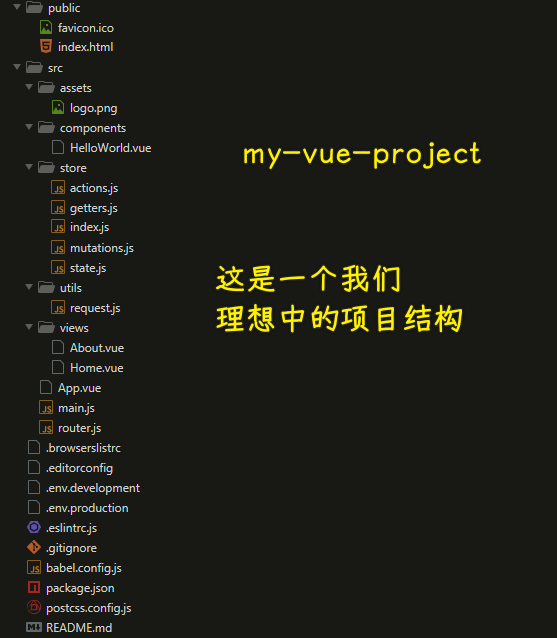 public
favicon.ico
index.html
src
assets
logo.png
components
HelloWorld.vue
store
actions.js
getters.js
index.js
mutations.js
state.js
utils
request.js
views
About.vue
Home.vue
App.vue
main.js
router.js
.browserslistrc
.editorconfig
.env.development
.env.production
.eslintrc.js
.gitignore
babel.config.js
package.json
postcss.config.js
README.md
my-vue-project
这是一个我们
理想中的项目结构